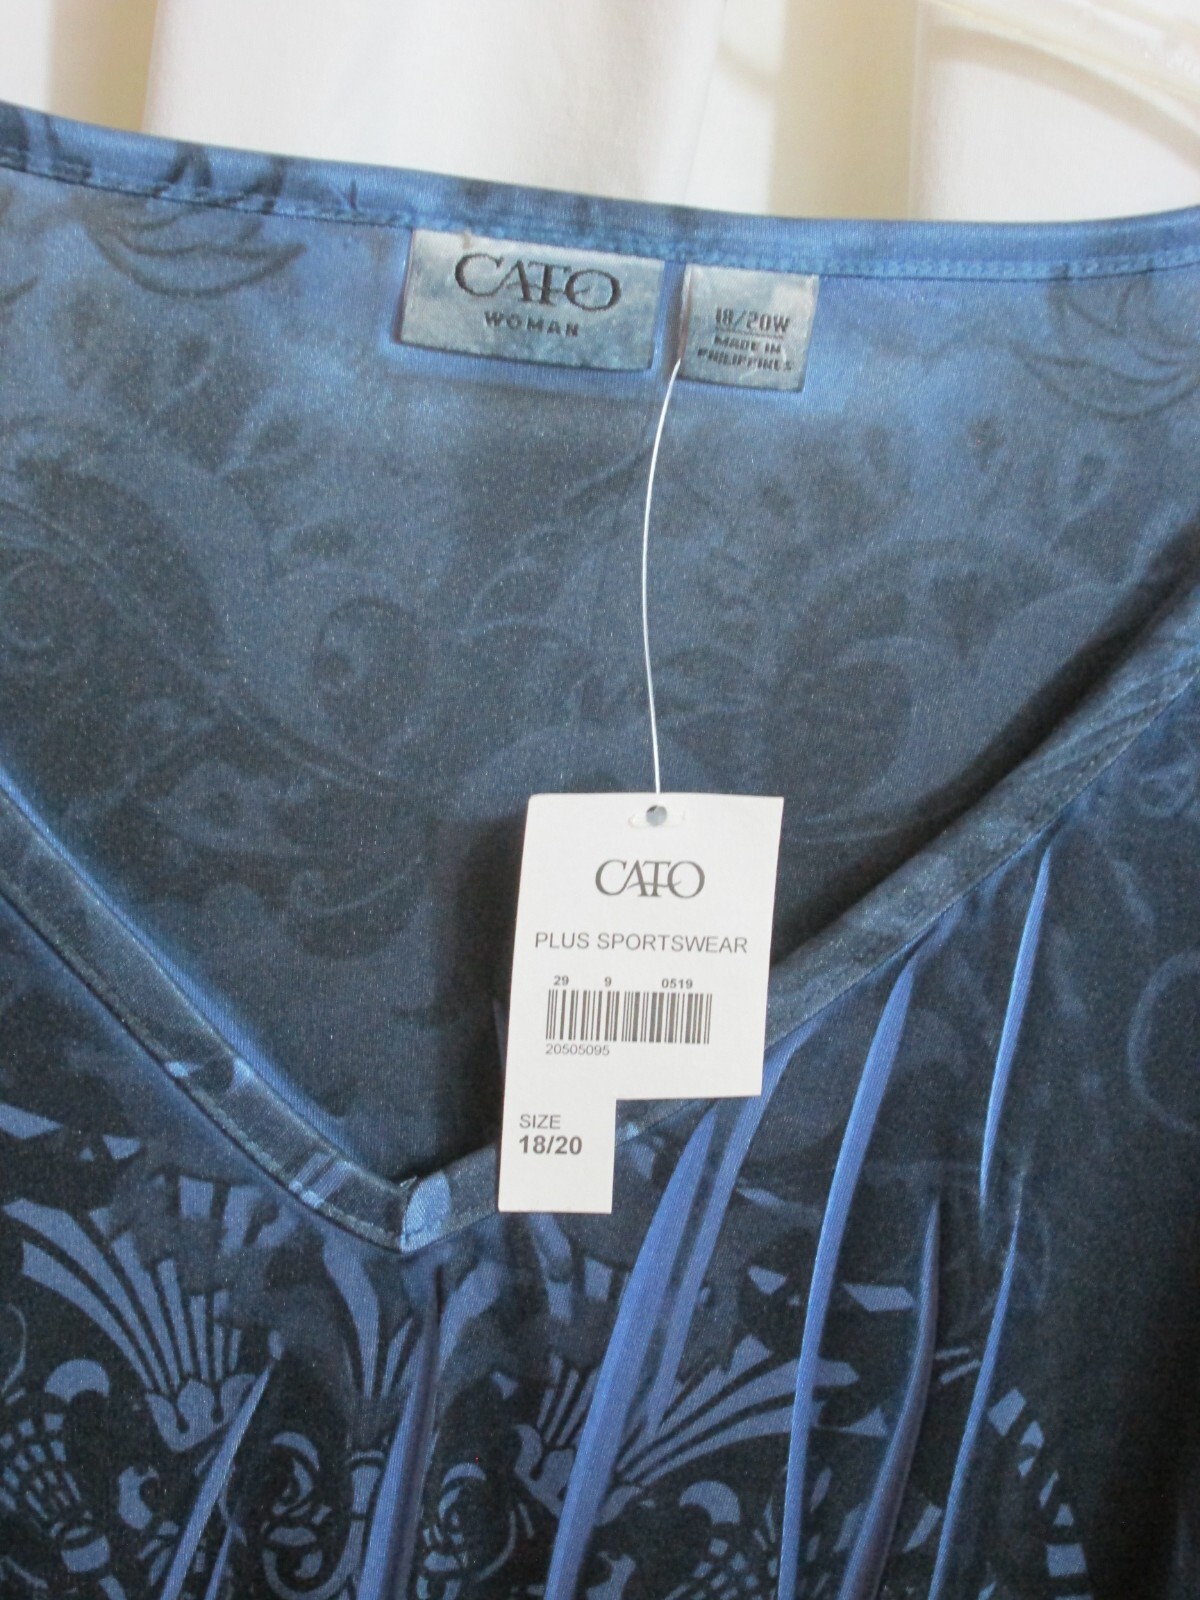 CATO
WOMAN
18/20W
MADE IN
PHILIPPINES
CATO
PLUS SPORTSWEAR
29 9 0519
20505095
SIZE
18/20